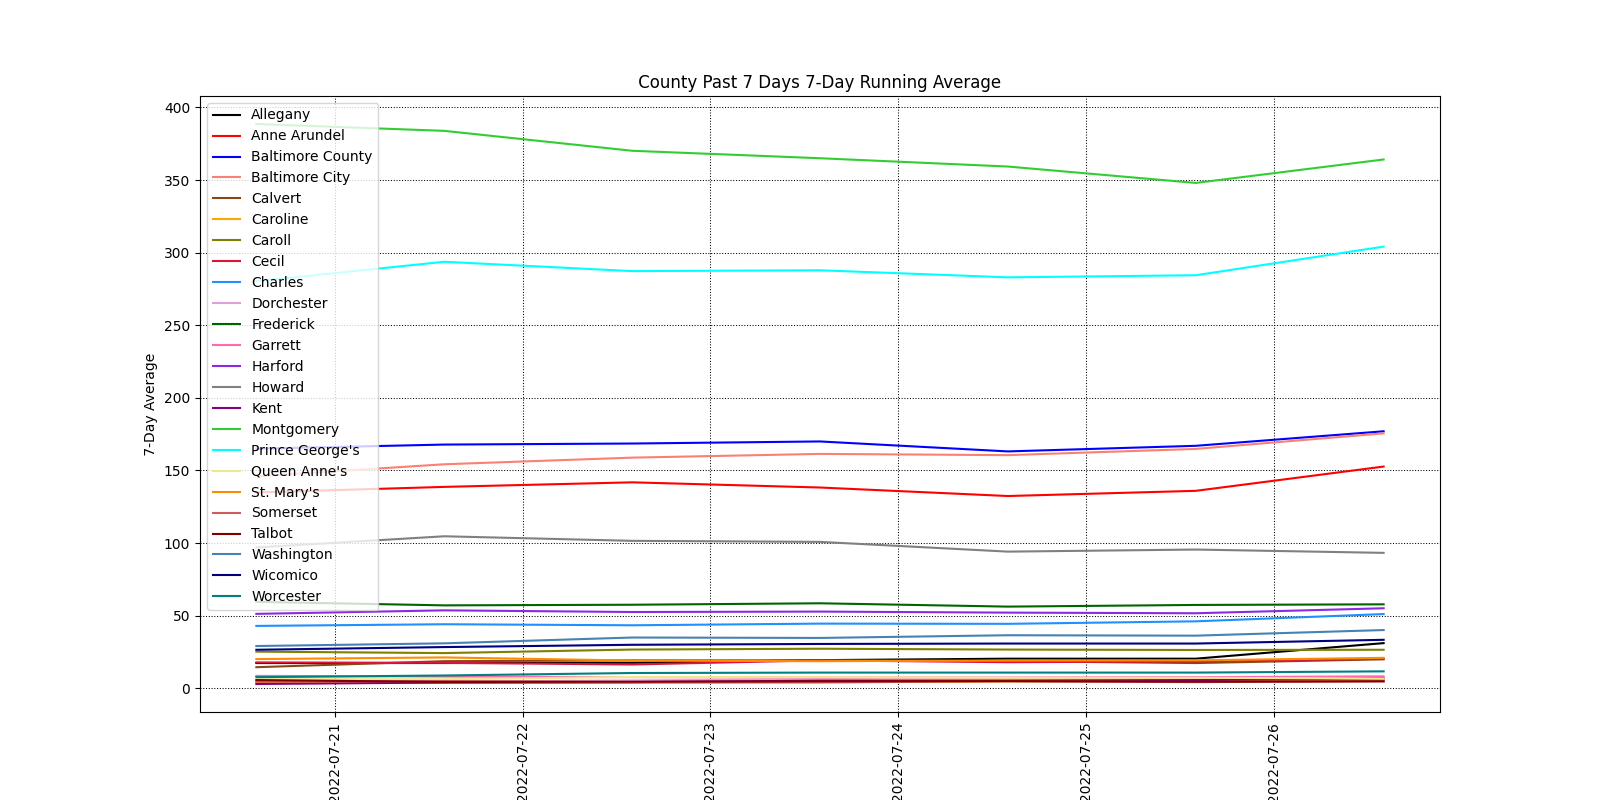 County Past 7 Days 7-Day Running Average
400
350
300
250
200
150
100
50
0
7-Day Average
Allegany
Anne Arundel
Baltimore County
Baltimore City
Calvert
Caroline
Caroll
Cecil
Charles
Dorchester
Frederick
Garrett
Harford
Howard
Kent
Montgomery
Prince George's
Queen Anne's
St. Mary's
Somerset
Talbot
Washington
Wicomico
Worcester
2022-07-21
2022-07-22
2022-07-23
2022-07-24
2022-07-25
2022-07-26